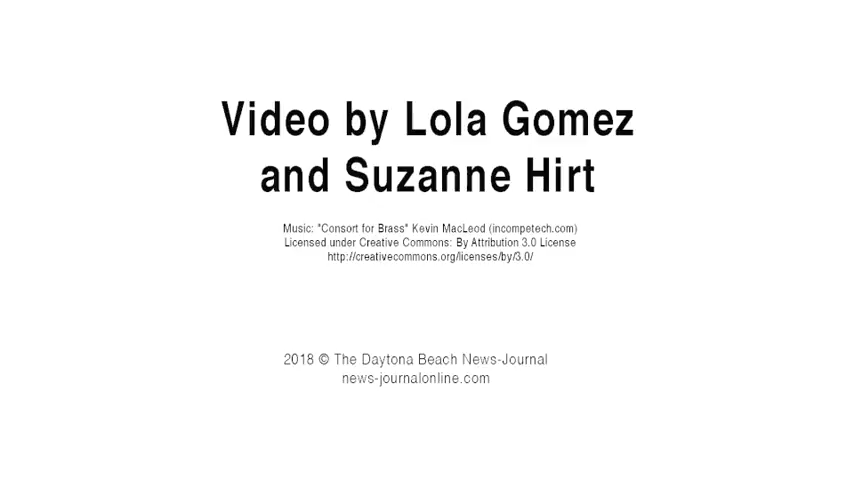 Video by Lola Gomez
and Suzanne Hirt
Music: "Consort for Brass" Kevin MacLeod (incompetech.com)
Licensed under Creative Commons: By Attribution 3.0 License
http://creativecommons.org/licenses/by/3.0/
2018 © The Daytona Beach News-Journal
news-journalonline.com